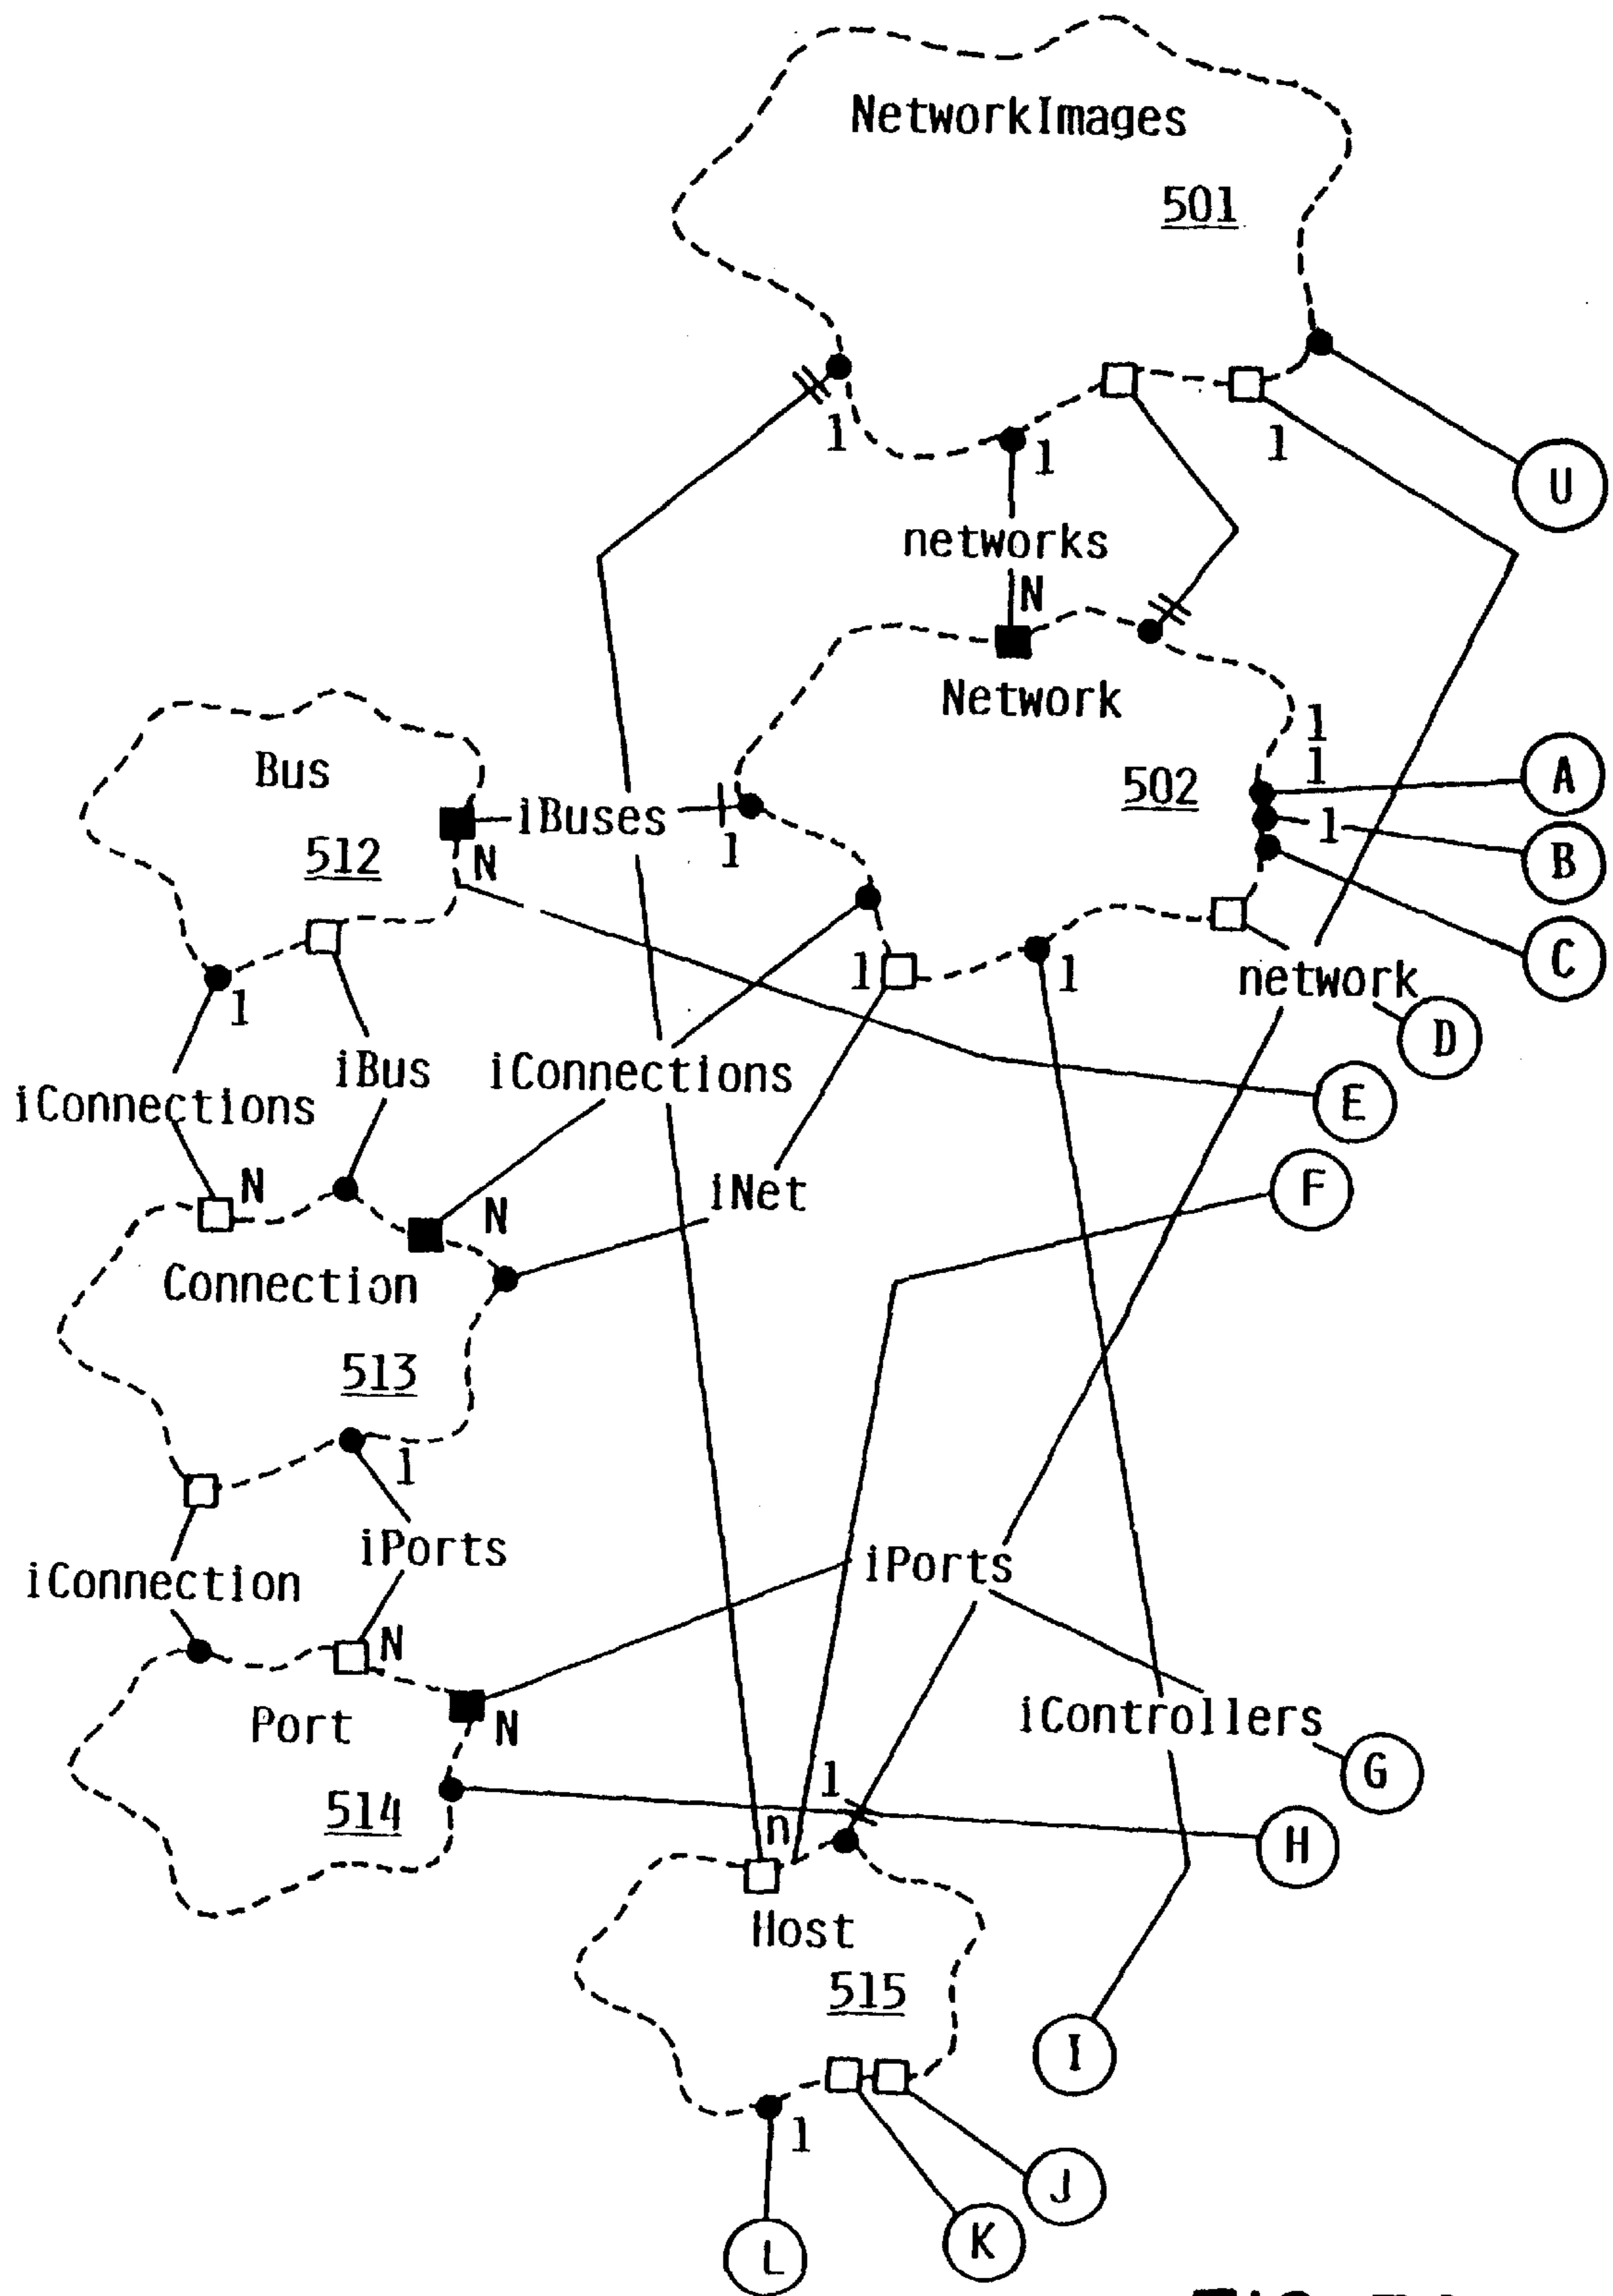 NetworkImages
501
1
1
1
U
networks
N
Network
1
1
502
A
1
B
C
Bus
512
iBuses
N
1
1
1
network
D
1
iBus
iConnections
iConnections
E
N
N
iNet
F
Connection
513
1
iPorts
iConnection
iPorts
N
N
Port
514
iControllers
G
1
n
H
Host
515
I
1
J
K
L